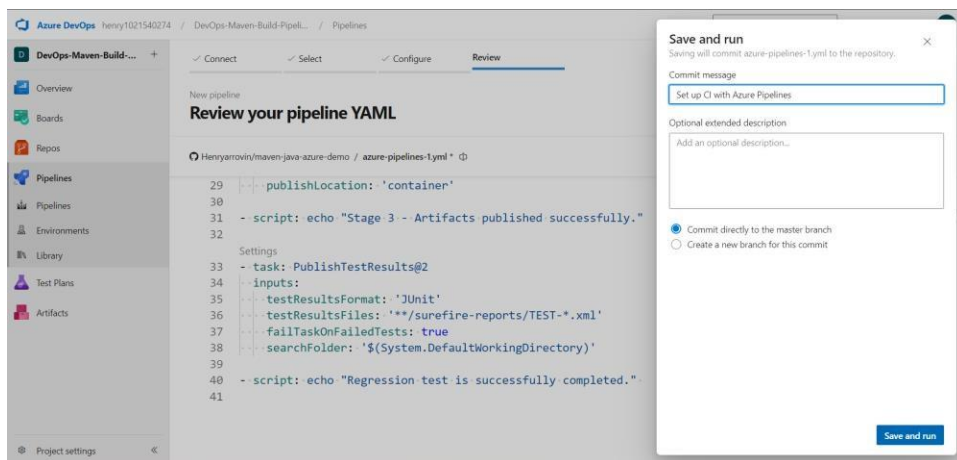 Azure DevOps henry1021540274 / DevOps-Maven-Build-Pipeli... / Pipelines
D DevOps-Maven-Build-... +
Overview
Boards
Repos
Pipelines
Pipelines
Environments
Library
Test Plans
Artifacts
Project settings
✓ Connect ✓ Select ✓ Configure Review
New pipeline
Review your pipeline YAML
Henryarrovin/maven-java-azure-demo / azure-pipelines-1.yml *
29 publishLocation: 'container'
30
31 - script: echo "Stage 3 - Artifacts published successfully."
32
Settings
33 - task: PublishTestResults@2
34 inputs:
35 testResultsFormat: 'JUnit'
36 testResultsFiles: '**/surefire-reports/TEST-*.xml'
37 failTaskOnFailedTests: true
38 searchFolder: '$(System.DefaultWorkingDirectory)'
39
40 - script: echo "Regression test is successfully completed."
41
Save and run
Saving will commit azure-pipelines-1.yml to the repository.
Commit message
Set up CI with Azure Pipelines
Optional extended description
Add an optional description...
Commit directly to the master branch
Create a new branch for this commit
Save and run